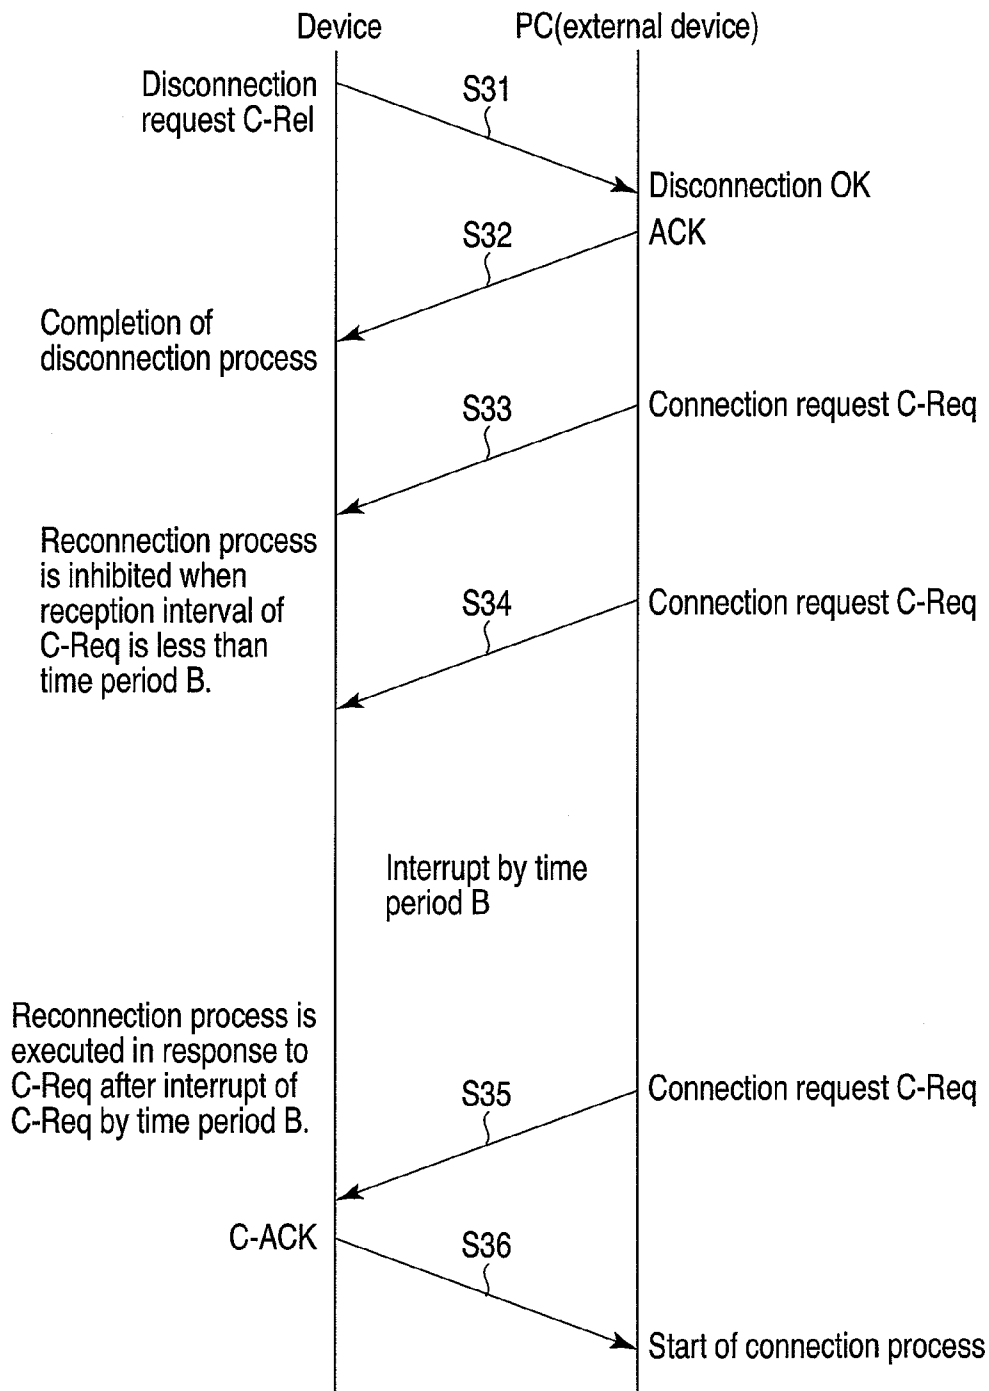 Device
PC(external device)
Disconnection
request C-Rel
S31
Disconnection OK
ACK
S32
Completion of
disconnection process
Connection request C-Req
S33
Reconnection process
is inhibited when
reception interval of
C-Req is less than
time period B.
Connection request C-Req
S34
Interrupt by time
period B
Reconnection process is
executed in response to
C-Req after interrupt of
C-Req by time period B.
Connection request C-Req
S35
C-ACK
S36
Start of connection process